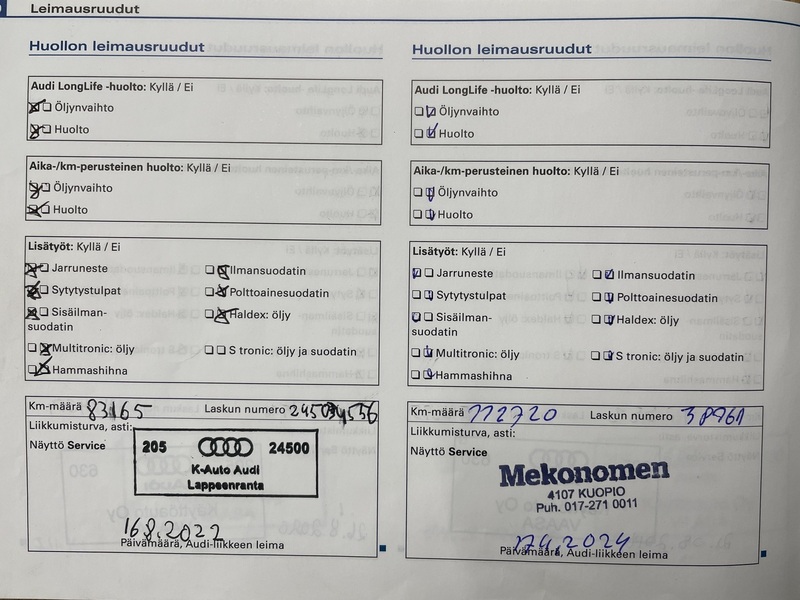 Leimausruudut
Huollon leimausruudut
Audi LongLife -huolto: Kyllä / Ei
Öljynvaihto
Huolto
Aika-/km-perusteinen huolto: Kyllä / Ei
Öljynvaihto
Huolto
Lisätyöt: Kyllä / Ei
Jarruneste
Ilmansuodatin
Sytytystulpat
Polttoainesuodatin
Sisäilman-
suodatin
Haldex: öljy
Multitronic: öljy
S tronic: öljy ja suodatin
Hammashihna
Km-määrä 83165 Laskun numero
Liikkumisturva, asti:
Näyttö Service
205 24500
K-Auto Audi
Lappeenranta
16.8.2022
Päivämäärä, Audi-liikkeen leima
Huollon leimausruudut
Audi LongLife -huolto: Kyllä / Ei
Öljynvaihto
Huolto
Aika-/km-perusteinen huolto: Kyllä / Ei
Öljynvaihto
Huolto
Lisätyöt: Kyllä / Ei
Jarruneste
Ilmansuodatin
Sytytystulpat
Polttoainesuodatin
Sisäilman-
suodatin
Haldex: öljy
Multitronic: öljy
S tronic: öljy ja suodatin
Hammashihna
Km-määrä 112720 Laskun numero 38961
Liikkumisturva, asti:
Näyttö Service
Mekonomen
4107 KUOPIO
Puh. 017-271 0011
17.4.2024
Päivämäärä, Audi-liikkeen leima